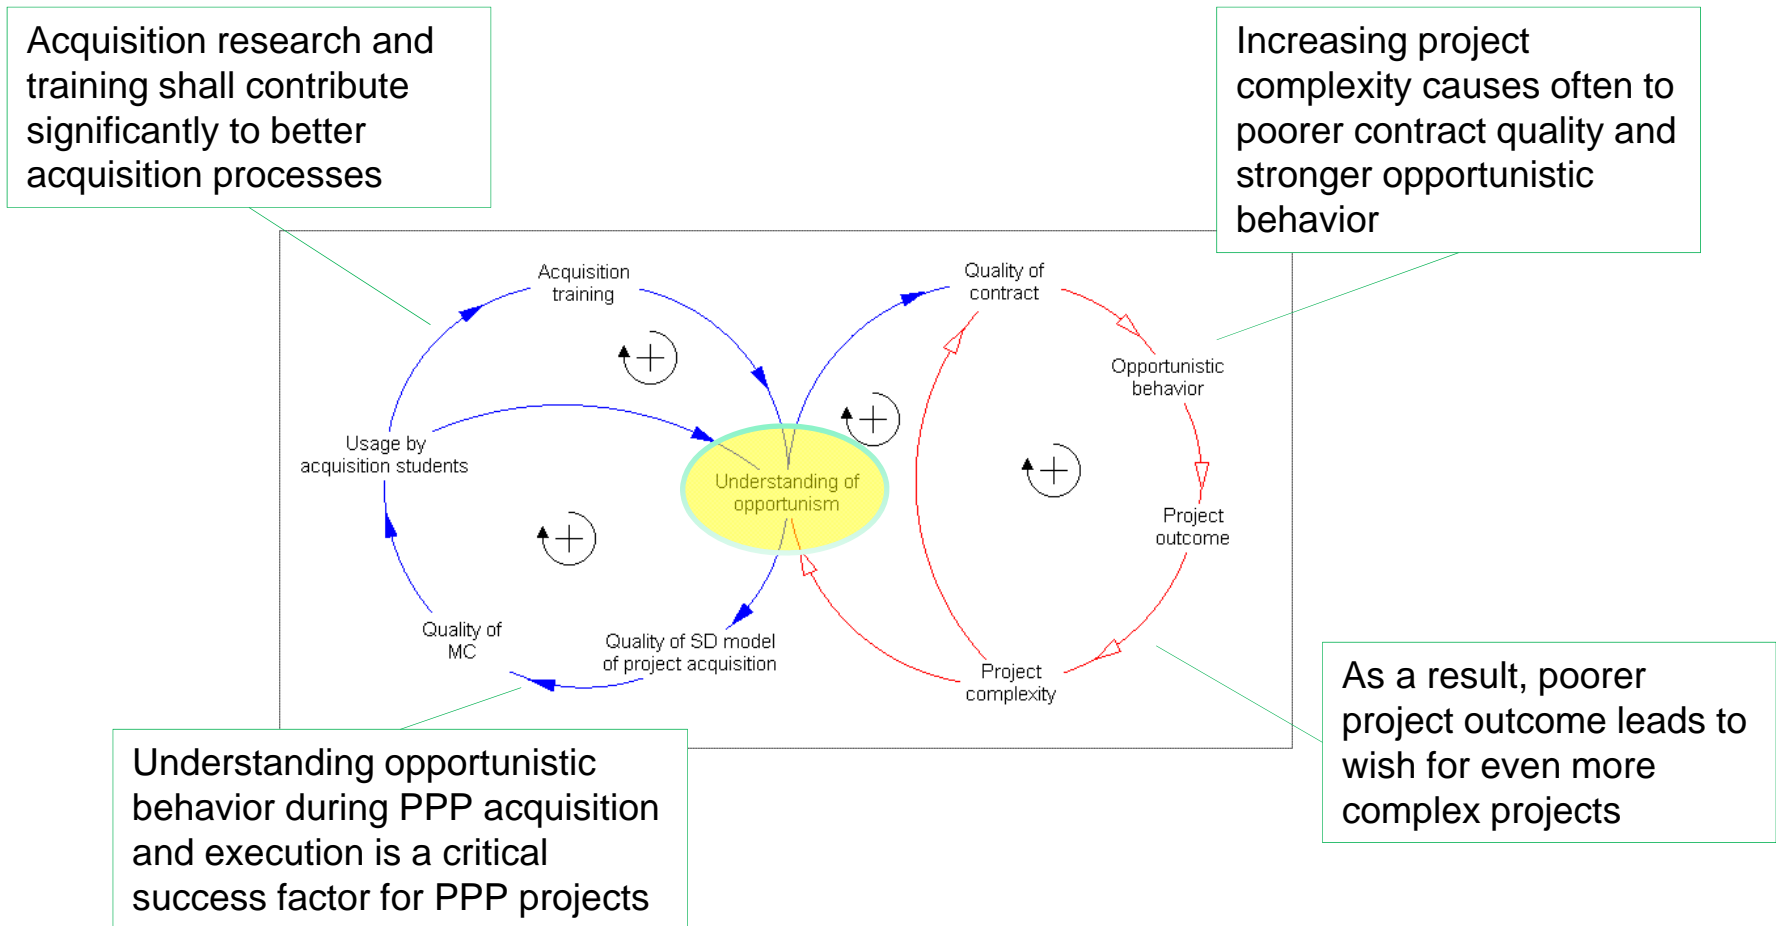 Acquisition research and
training shall contribute
significantly to better
acquisition processes
Increasing project
complexity causes often to
poorer contract quality and
stronger opportunistic
behavior
Acquisition
training
Quality of
contract
Opportunistic
behavior
Usage by
acquisition students
Understanding of
opportunism
Project
outcome
Quality of
MC
Quality of SD model
of project acquisition
Project
complexity
As a result, poorer
project outcome leads to
wish for even more
complex projects
Understanding opportunistic
behavior during PPP acquisition
and execution is a critical
success factor for PPP projects